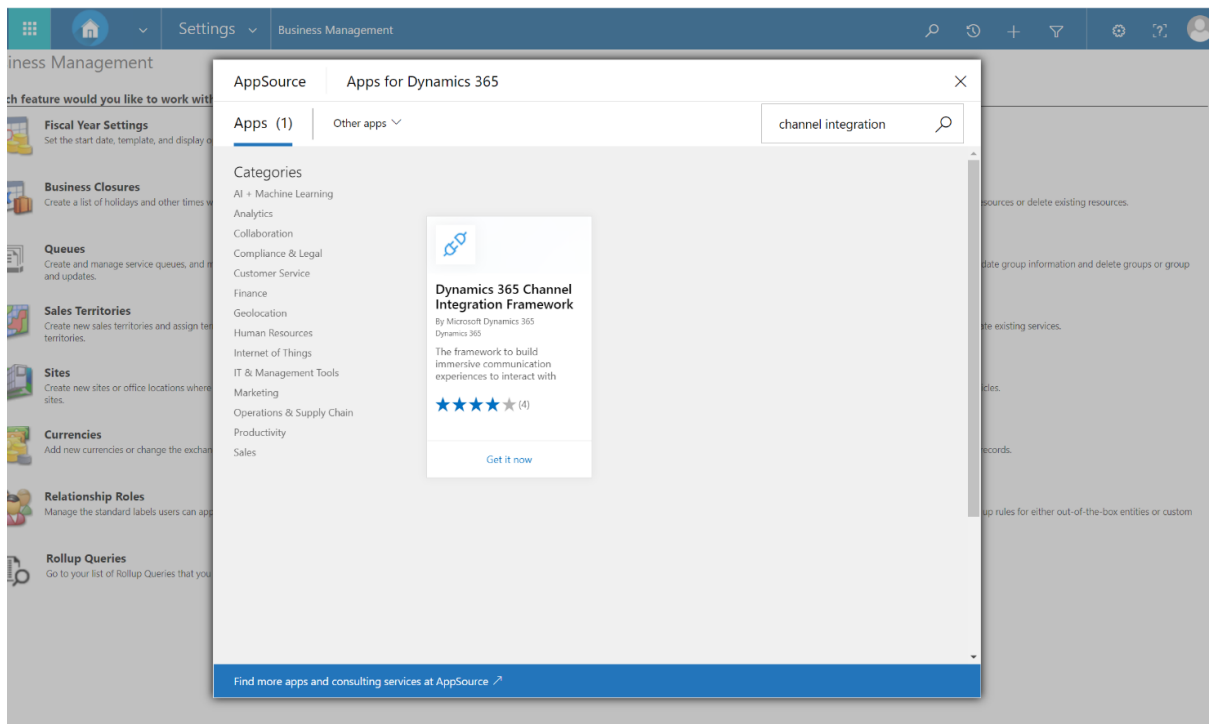 Settings
Business Management
iness Management
ch feature would you like to work with
Fiscal Year Settings
Set the start date, template, and display o
Business Closures
Create a list of holidays and other times w
Queues
Create and manage service queues, and m
and updates.
Sales Territories
Create new sales territories and assign ter
territories.
Sites
Create new sites or office locations where
sites.
Currencies
Add new currencies or change the exchan
Relationship Roles
Manage the standard labels users can app
Rollup Queries
Go to your list of Rollup Queries that you
AppSource
Apps for Dynamics 365
Apps (1)
Other apps
channel integration
Categories
AI + Machine Learning
Analytics
Collaboration
Compliance & Legal
Customer Service
Finance
Geolocation
Human Resources
Internet of Things
IT & Management Tools
Marketing
Operations & Supply Chain
Productivity
Sales
Dynamics 365 Channel
Integration Framework
By Microsoft Dynamics 365
Dynamics 365
The framework to build
immersive communication
experiences to interact with
(4)
Get it now
Find more apps and consulting services at AppSource
sources or delete existing resources.
date group information and delete groups or group
ate existing services.
icles.
records.
up rules for either out-of-the-box entities or custom